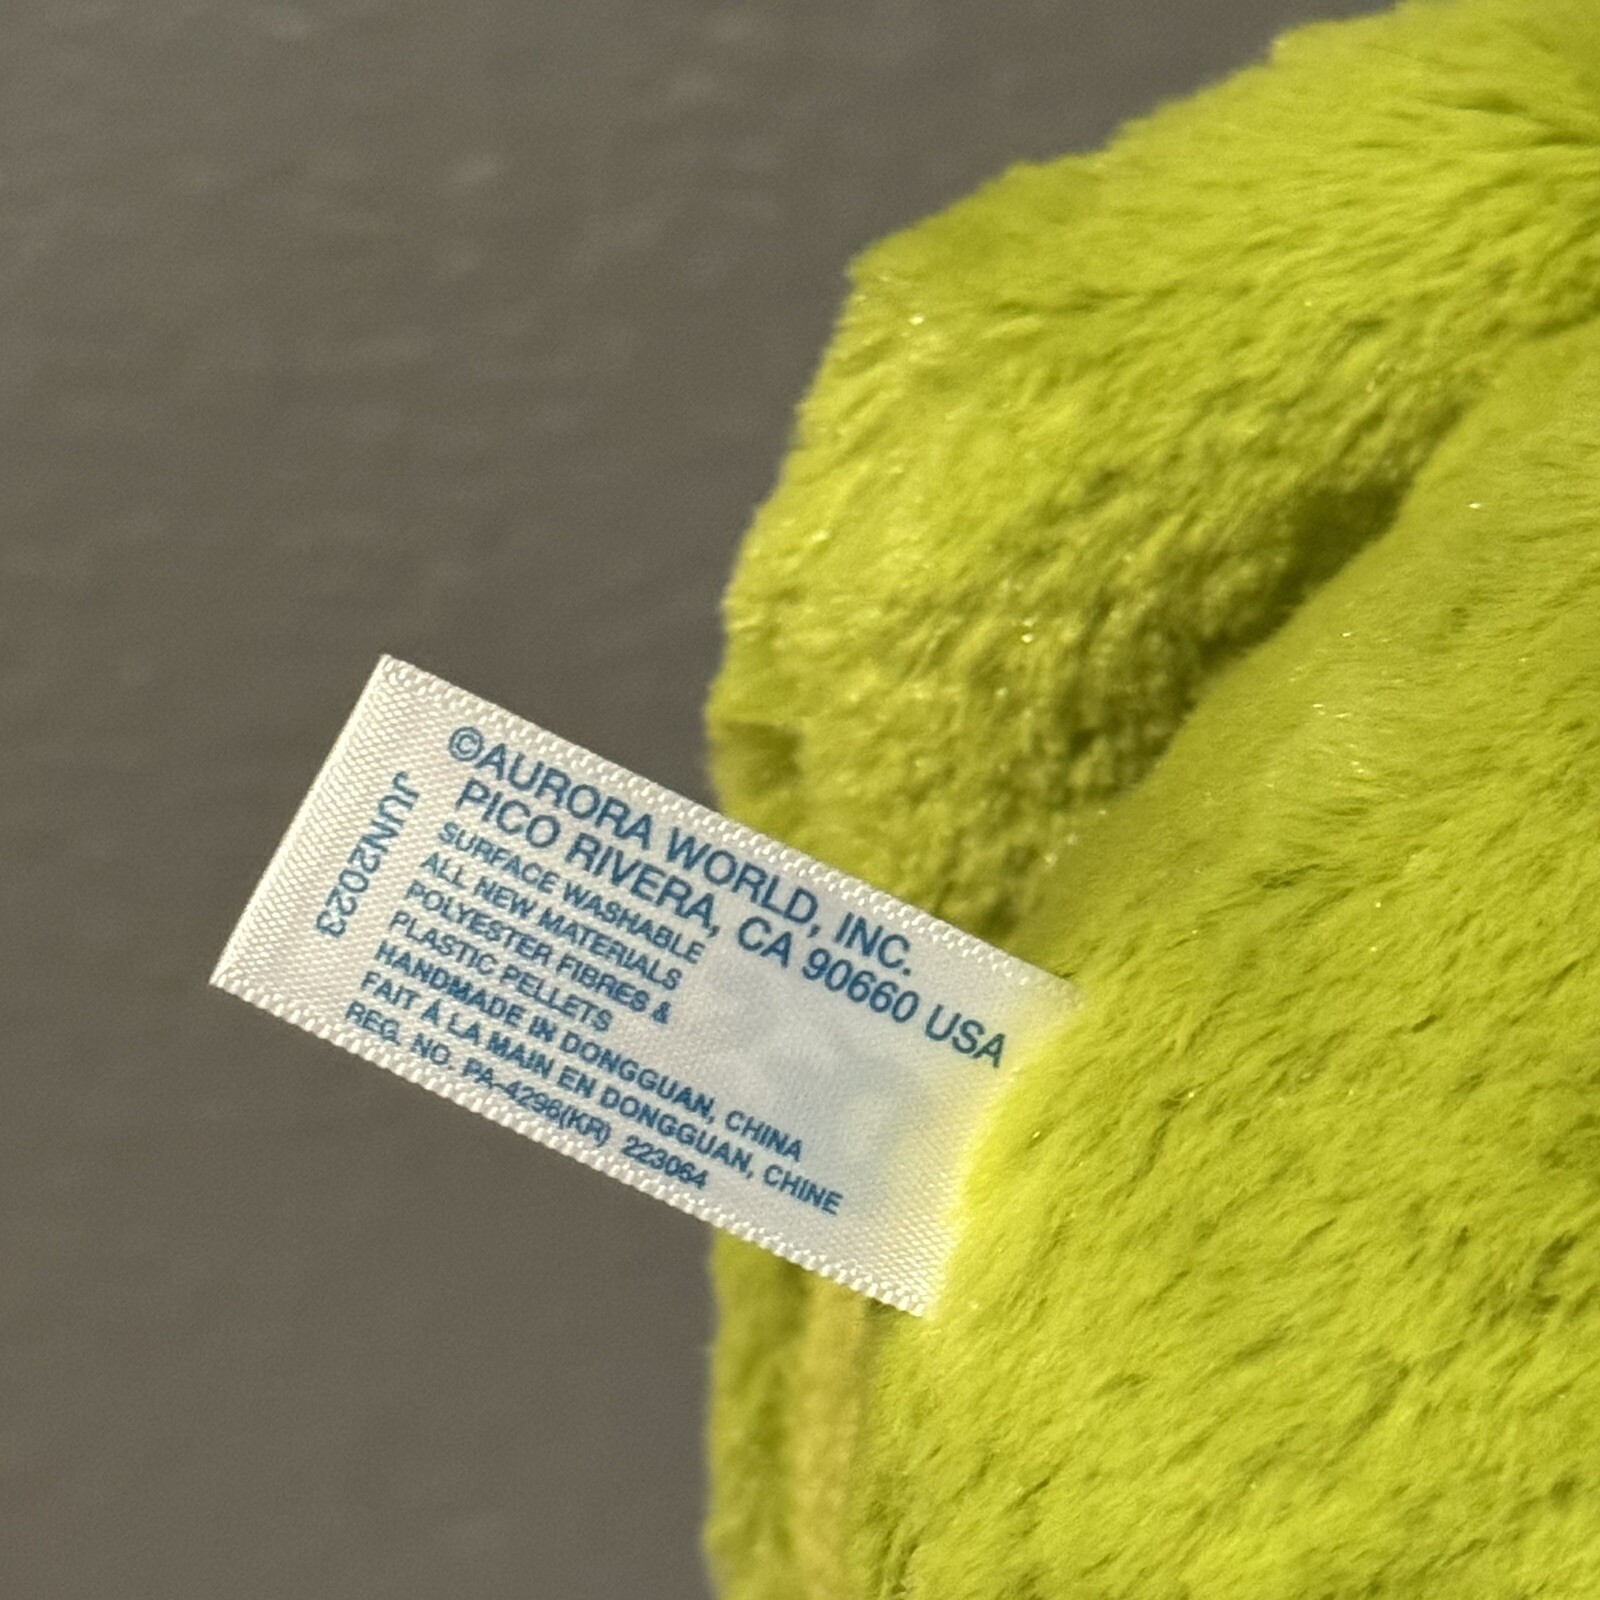 ©AURORA WORLD, INC.
PICO RIVERA, CA 90660 USA
SURFACE WASHABLE
ALL NEW MATERIALS
POLYESTER FIBRES &
PLASTIC PELLETS
HANDMADE IN DONGGUAN, CHINA
FAIT À LA MAIN EN DONGGUAN, CHINE
REG. NO. PA-4296(KR) 223064
JUN2023